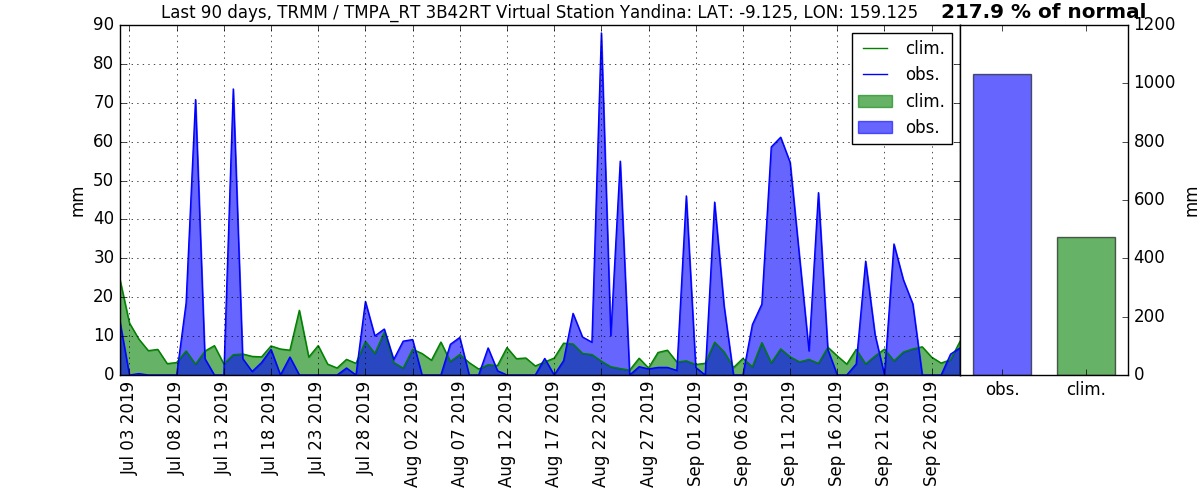 Last 90 days, TRMM / TMPA_RT 3B42RT Virtual Station Yandina: LAT: -9.125, LON: 159.125
217.9 % of normal
90
80
70
60
50
40
30
20
10
0
mm
clim.
obs.
clim.
obs.
Jul 03 2019
Jul 08 2019
Jul 13 2019
Jul 18 2019
Jul 23 2019
Jul 28 2019
Aug 02 2019
Aug 07 2019
Aug 12 2019
Aug 17 2019
Aug 22 2019
Aug 27 2019
Sep 01 2019
Sep 06 2019
Sep 11 2019
Sep 16 2019
Sep 21 2019
Sep 26 2019
1200
1000
800
600
400
200
0
mm
obs.
clim.